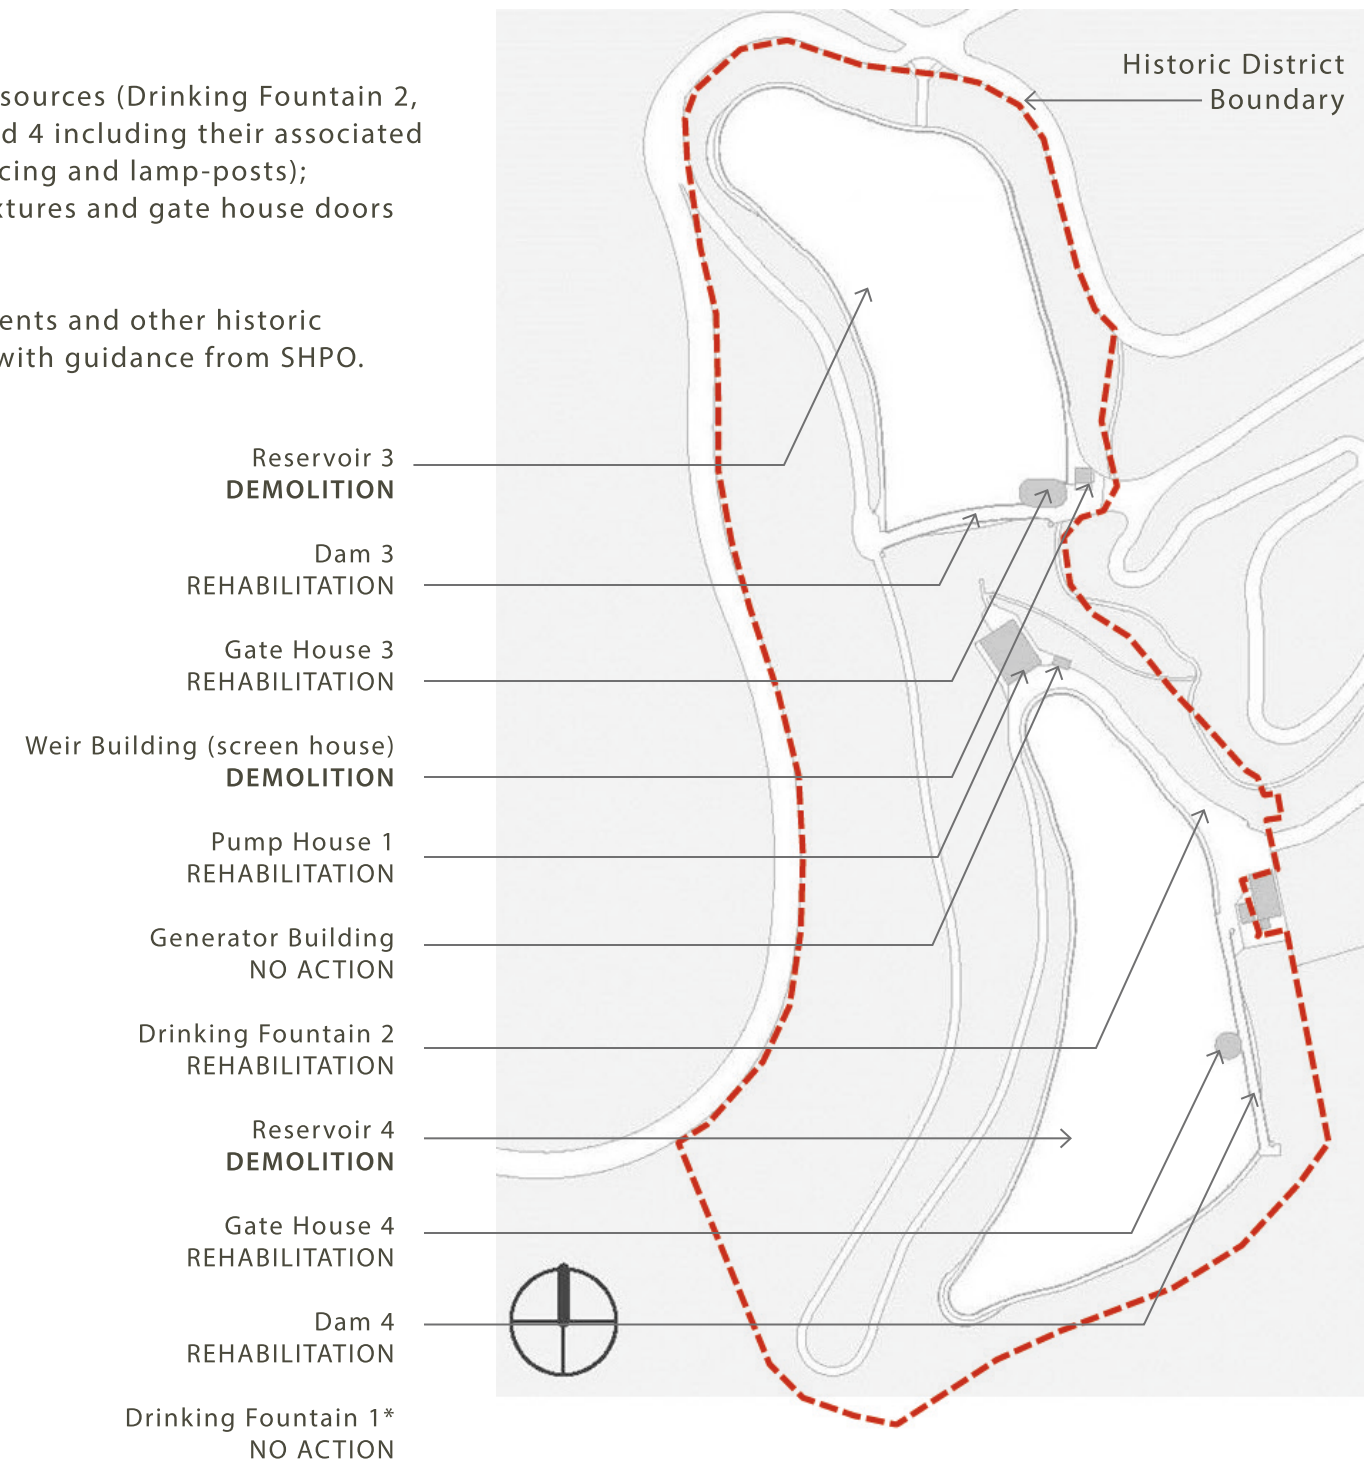 sources (Drinking Fountain 2,
d 4 including their associated
cing and lamp-posts);
xtures and gate house doors
ents and other historic
with guidance from SHPO.
Historic District
Boundary
Reservoir 3
DEMOLITION
Dam 3
REHABILITATION
Gate House 3
REHABILITATION
Weir Building (screen house)
DEMOLITION
Pump House 1
REHABILITATION
Generator Building
NO ACTION
Drinking Fountain 2
REHABILITATION
Reservoir 4
DEMOLITION
Gate House 4
REHABILITATION
Dam 4
REHABILITATION
Drinking Fountain 1*
NO ACTION